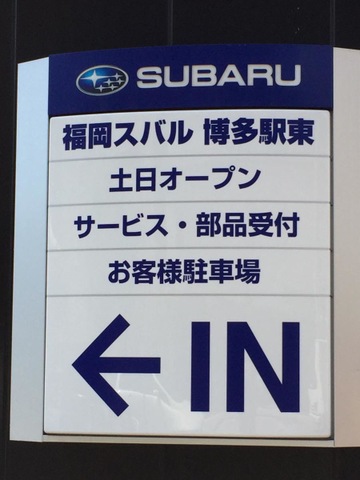 SUBARU
福岡スバル 博多駅東
土日オープン
サービス・部品受付
お客様駐車場
←IN